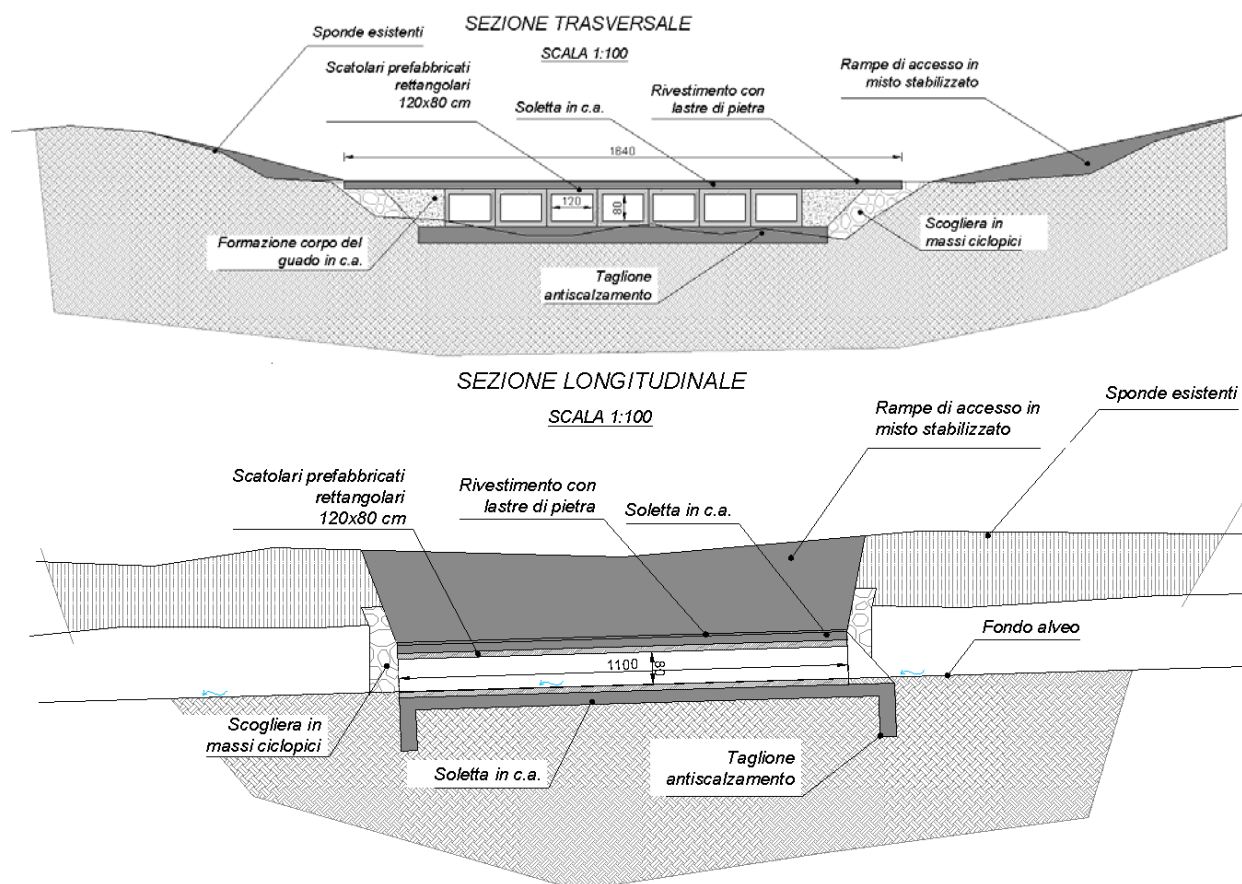 SEZIONE TRASVERSALE
SCALA 1:100
Sponde esistenti
Scatolari prefabbricati
rettangolari
120x80 cm
Soletta in c.a.
Rivestimento con
lastre di pietra
Rampe di accesso in
misto stabilizzato
1840
120
80
Formazione corpo del
guado in c.a.
Taglione
antiscalzamento
Scogliera in
massi ciclopici
SEZIONE LONGITUDINALE
SCALA 1:100
Scatolari prefabbricati
rettangolari
120x80 cm
Rivestimento con
lastre di pietra
Soletta in c.a.
Rampe di accesso in
misto stabilizzato
Sponde esistenti
Fondo alveo
1100
80
Scogliera in
massi ciclopici
Soletta in c.a.
Taglione
antiscalzamento